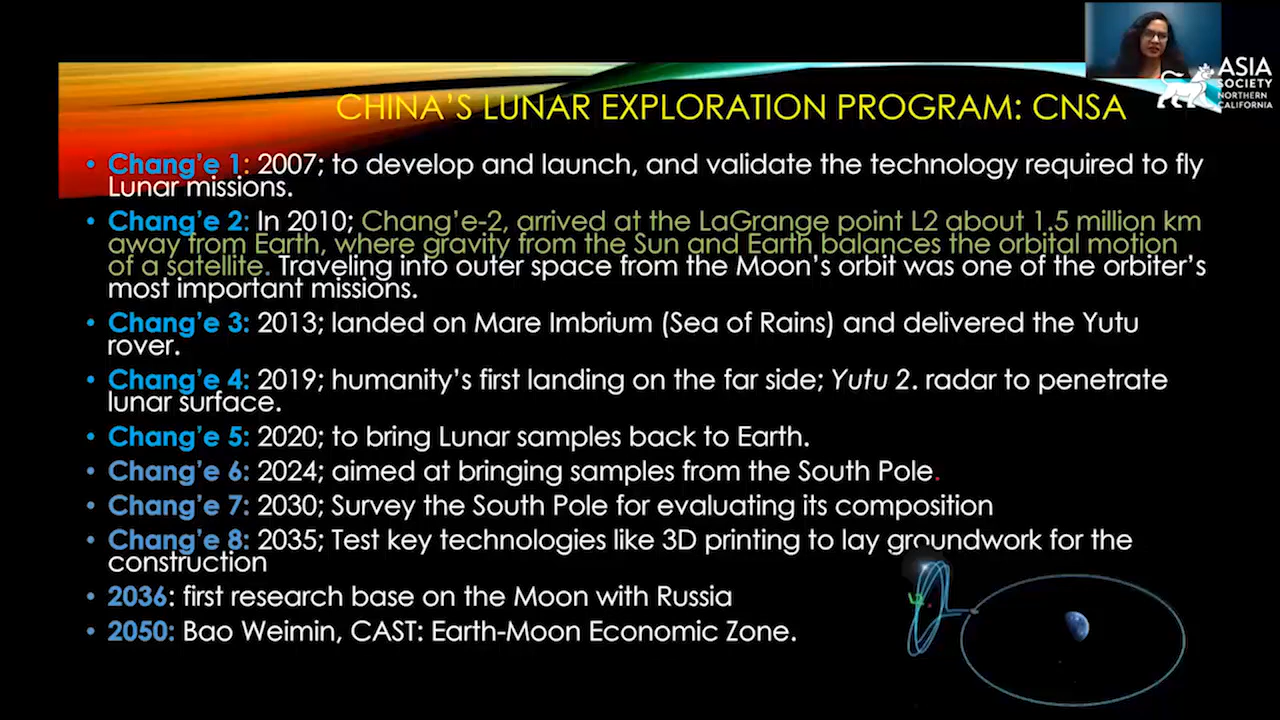 ASIA
SOCIETY
NORTHERN
CALIFORNIA
CHINA'S LUNAR EXPLORATION PROGRAM: CNSA
• Chang'e 1: 2007; to develop and launch, and validate the technology required to fly
Lunar missions.
• Chang'e 2: In 2010; Chang'e-2, arrived at the LaGrange point L2 about 1.5 million km
away from Earth, where gravity from the Sun and Earth balances the orbital motion
of a satellite. Traveling into outer space from the Moon's orbit was one of the orbiter's
most important missions.
• Chang'e 3: 2013; landed on Mare Imbrium (Sea of Rains) and delivered the Yutu
rover.
• Chang'e 4: 2019; humanity's first landing on the far side; Yutu 2. radar to penetrate
lunar surface.
• Chang'e 5: 2020; to bring Lunar samples back to Earth.
• Chang'e 6: 2024; aimed at bringing samples from the South Pole.
• Chang'e 7: 2030; Survey the South Pole for evaluating its composition
• Chang'e 8: 2035; Test key technologies like 3D printing to lay groundwork for the
construction
• 2036: first research base on the Moon with Russia
• 2050: Bao Weimin, CAST: Earth-Moon Economic Zone.